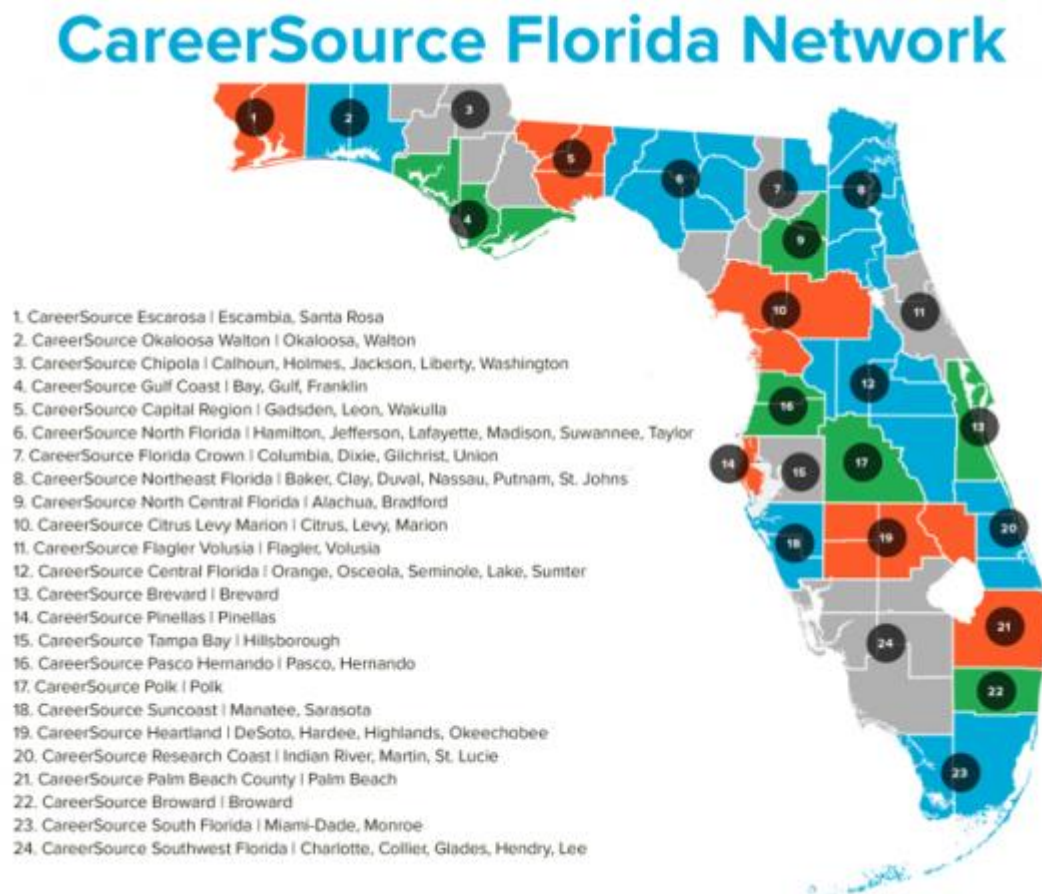 CareerSource Florida Network
1
2
3
4
5
6
7
8
9
10
11
12
13
14
15
16
17
18
19
20
21
22
23
24
1. CareerSource Escarosa | Escambia, Santa Rosa
2. CareerSource Okaloosa Walton | Okaloosa, Walton
3. CareerSource Chipola | Calhoun, Holmes, Jackson, Liberty, Washington
4. CareerSource Gulf Coast | Bay, Gulf, Franklin
5. CareerSource Capital Region | Gadsden, Leon, Wakulla
6. CareerSource North Florida | Hamilton, Jefferson, Lafayette, Madison, Suwannee, Taylor
7. CareerSource Florida Crown | Columbia, Dixie, Gilchrist, Union
8. CareerSource Northeast Florida | Baker, Clay, Duval, Nassau, Putnam, St. Johns
9. CareerSource North Central Florida | Alachua, Bradford
10. CareerSource Citrus Levy Marion | Citrus, Levy, Marion
11. CareerSource Flagler Volusia | Flagler, Volusia
12. CareerSource Central Florida | Orange, Osceola, Seminole, Lake, Sumter
13. CareerSource Brevard | Brevard
14. CareerSource Pinellas | Pinellas
15. CareerSource Tampa Bay | Hillsborough
16. CareerSource Pasco Hernando | Pasco, Hernando
17. CareerSource Polk | Polk
18. CareerSource Suncoast | Manatee, Sarasota
19. CareerSource Heartland | DeSoto, Hardee, Highlands, Okeechobee
20. CareerSource Research Coast | Indian River, Martin, St. Lucie
21. CareerSource Palm Beach County | Palm Beach
22. CareerSource Broward | Broward
23. CareerSource South Florida | Miami-Dade, Monroe
24. CareerSource Southwest Florida | Charlotte, Collier, Glades, Hendry, Lee